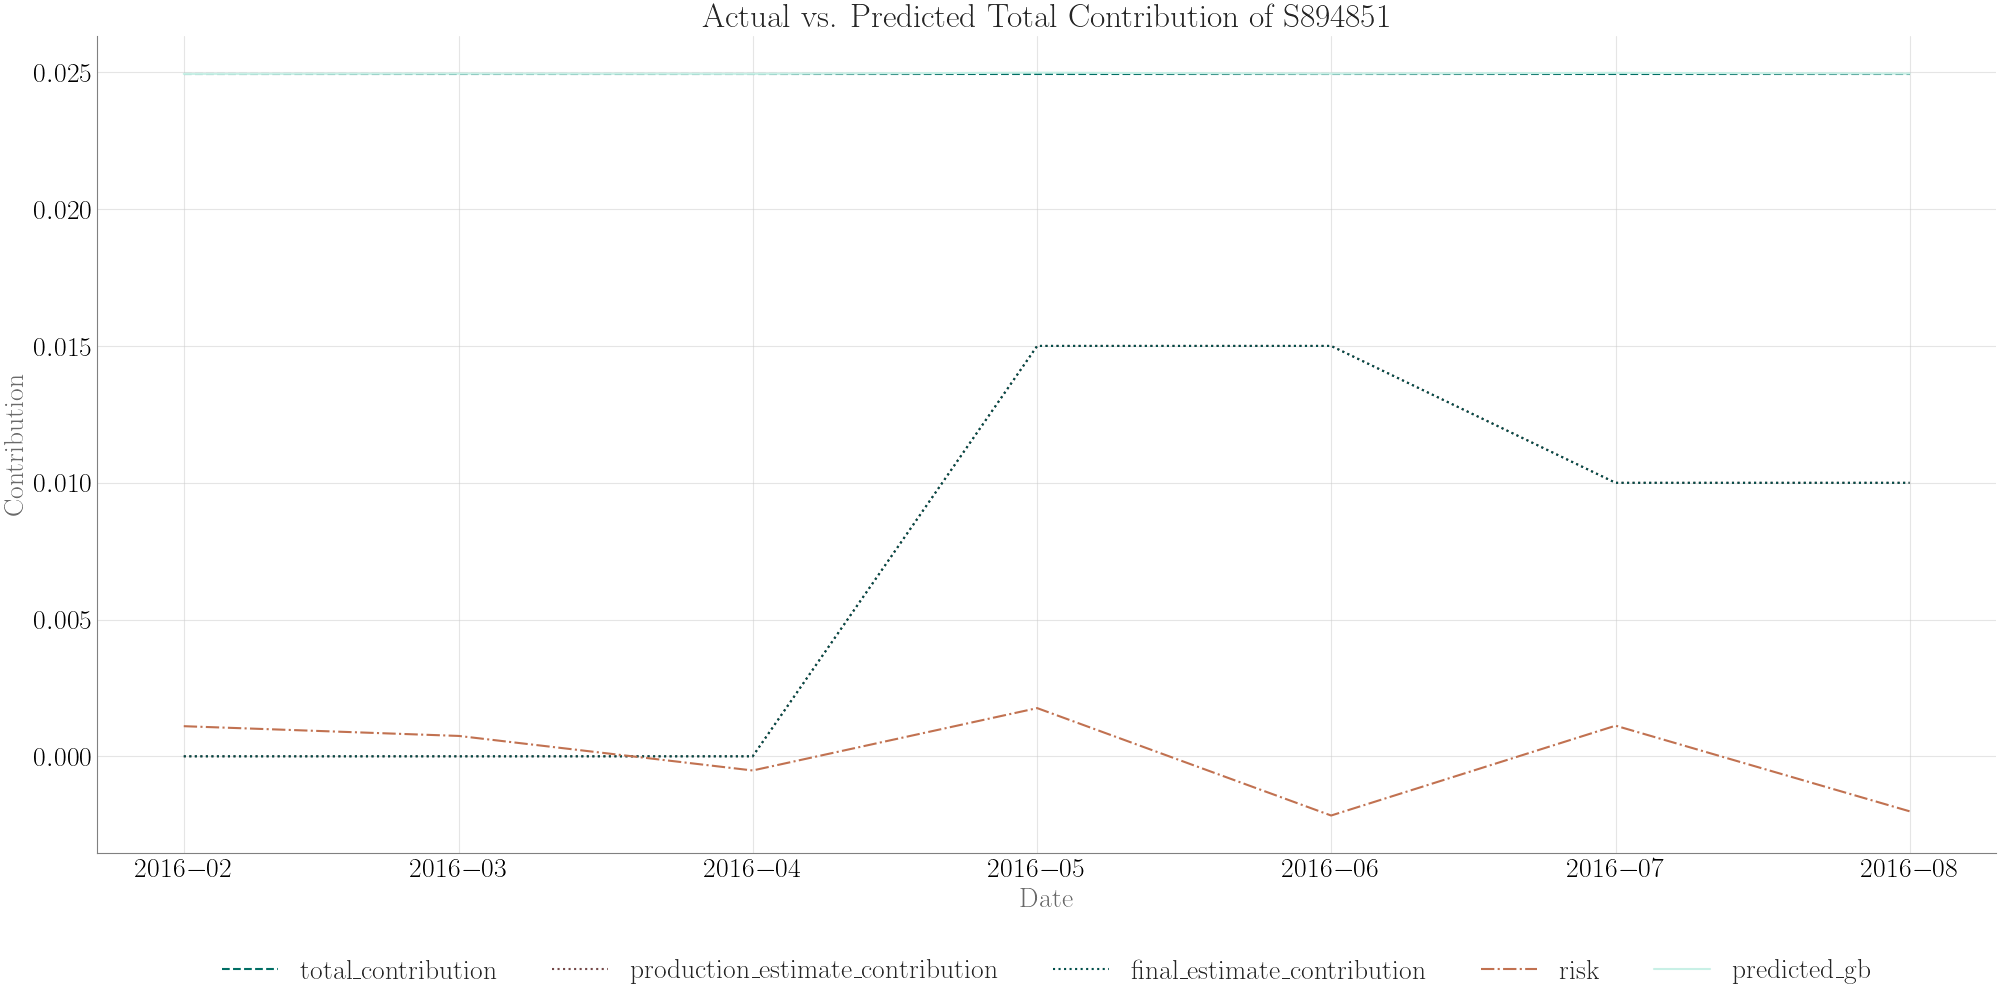 Actual vs. Predicted Total Contribution of S894851
0.025
0.020
0.015
0.010
0.005
0.000
Contribution
2016–02 2016–03 2016–04 2016–05 2016–06 2016–07 2016–08
Date
total_contribution production_estimate_contribution final_estimate_contribution risk predicted_gb